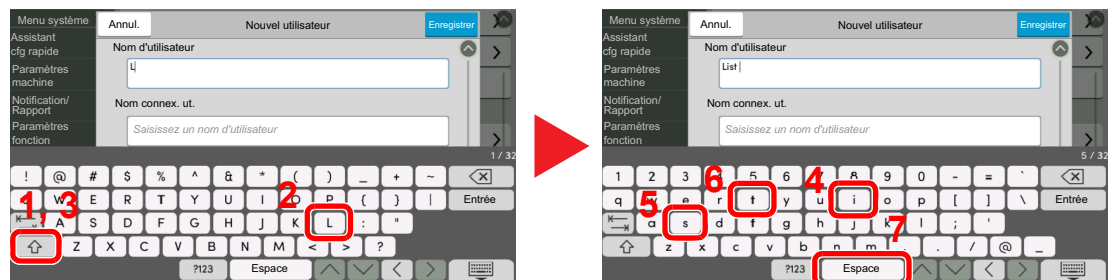 Menu système
Annul.
Nouvel utilisateur
Enregistrer
Assistant
cfg rapide
Nom d'utilisateur
L
Paramètres
machine
Notification/
Rapport
Nom connex. ut.
Paramètres
fonction
Saisissez un nom d'utilisateur
1 / 32
! @ # $ % ^ & * ( ) _ + ~
W E R T Y U I O P { } | Entrée
A S D F G H J K L : "
Z X C V B N M < > ?
?123 Espace
1, 3
2
Menu système
Annul.
Nouvel utilisateur
Enregistrer
Assistant
cfg rapide
Nom d'utilisateur
List
Paramètres
machine
Notification/
Rapport
Nom connex. ut.
Paramètres
fonction
Saisissez un nom d'utilisateur
5 / 32
1 2 3 4 5 6 7 8 9 0 - = `
q w e r t y u i o p [ ] \ Entrée
a s d f g h j k l ; '
z x c v b n m , . / @ _
?123 Espace
6
4
5
7